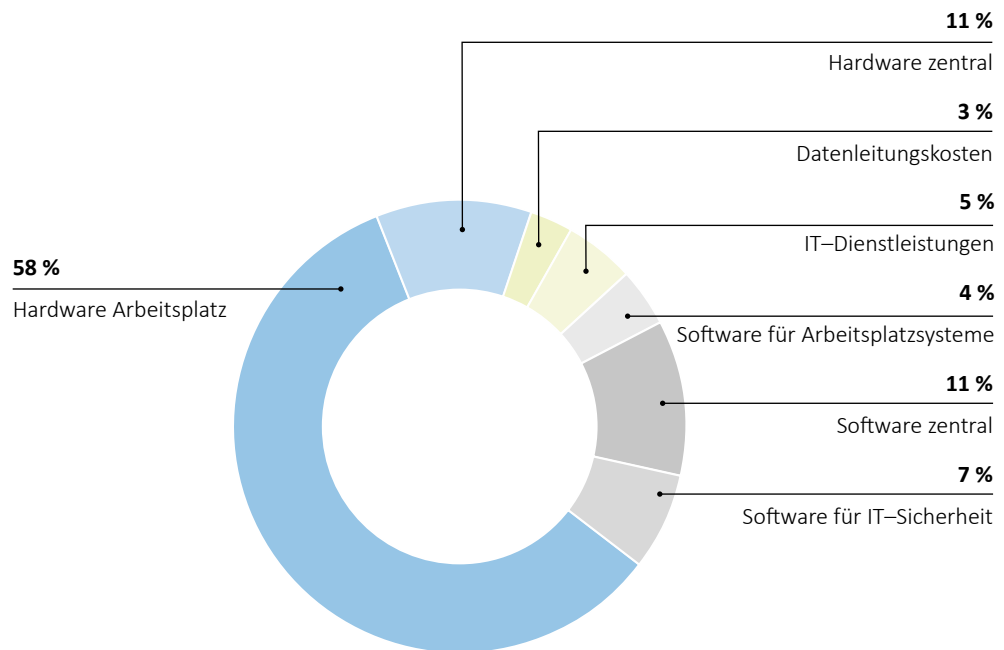 11 %
Hardware zentral
3 %
Datenleitungskosten
5 %
IT–Dienstleistungen
58 %
Hardware Arbeitsplatz
4 %
Software für Arbeitsplatzsysteme
11 %
Software zentral
7 %
Software für IT–Sicherheit